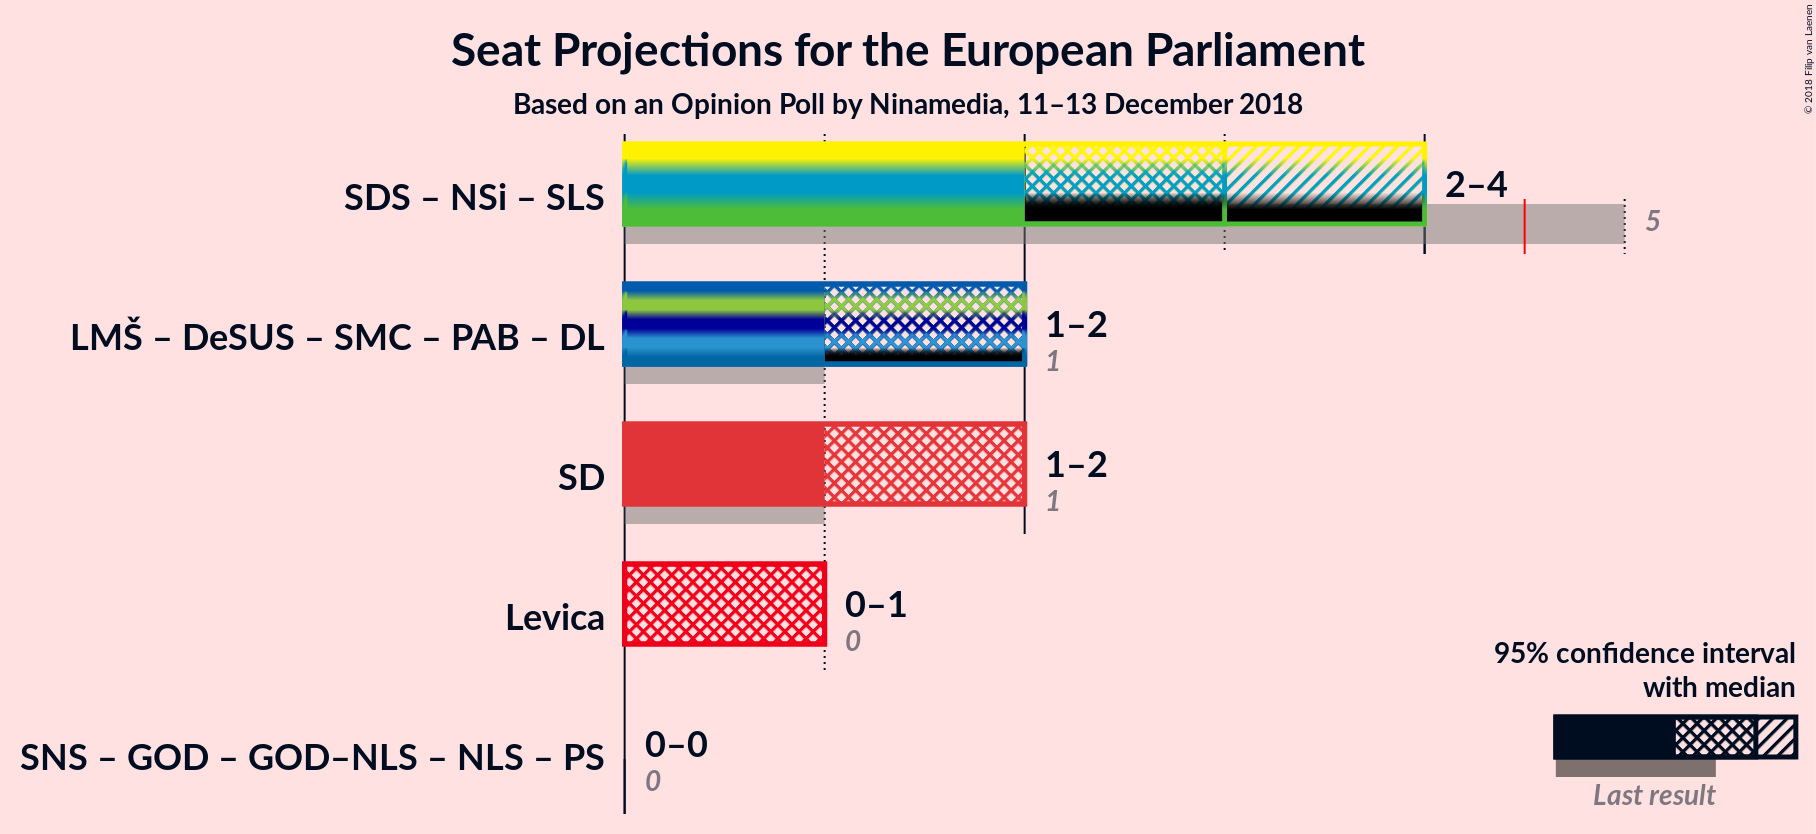 Seat Projections for the European Parliament
Based on an Opinion Poll by Ninamedia, 11–13 December 2018
© 2018 Filip van Laenen
SDS – NSi – SLS
2–4
5
LMŠ – DeSUS – SMC – PAB – DL
1–2
1
SD
1–2
1
Levica
0–1
0
SNS – GOD – GOD–NLS – NLS – PS
0–0
0
95% confidence interval
with median
Last result